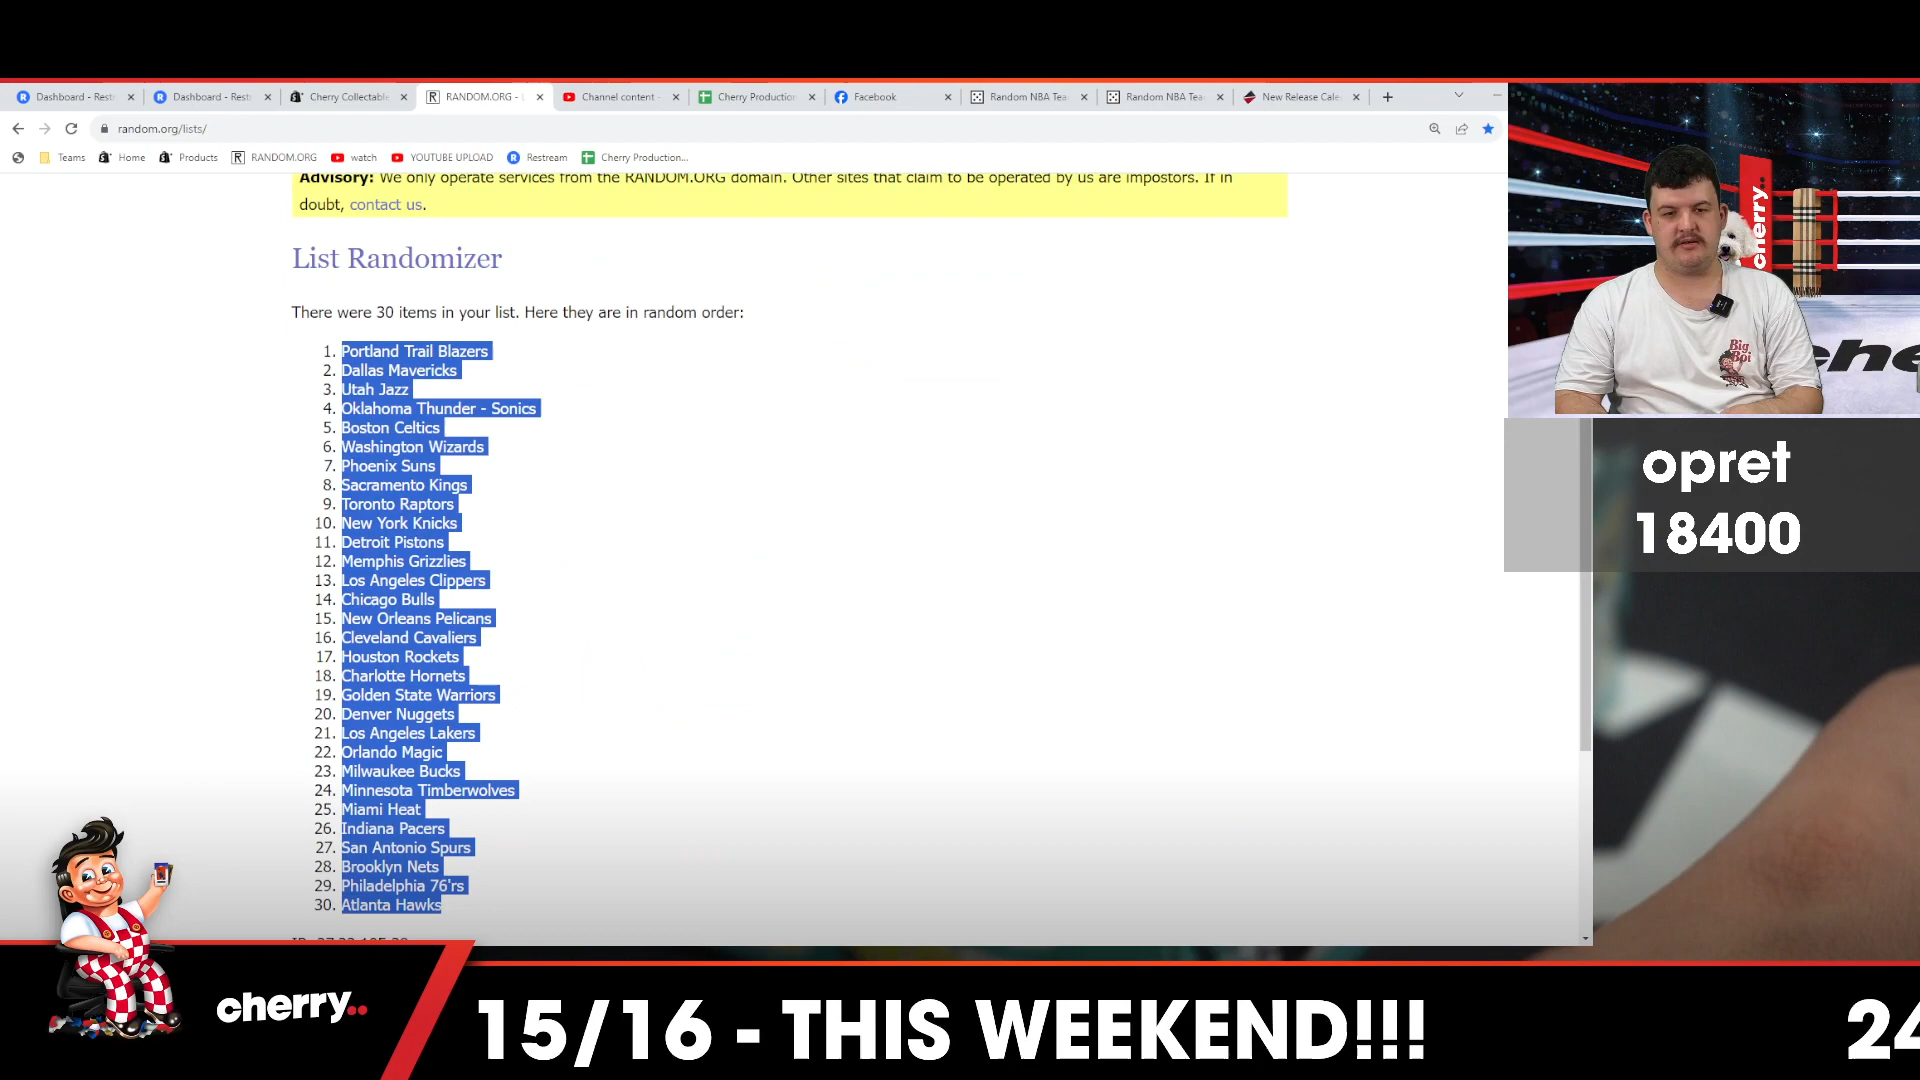 Dashboard - Restr
Dashboard - Restr
Cherry Collectable
RANDOM.ORG - L
Channel content -
Cherry Production
Facebook
Random NBA Tea
Random NBA Tea
New Release Cale
random.org/lists/
Teams
Home
Products
RANDOM.ORG
watch
YOUTUBE UPLOAD
Restream
Cherry Production...
Advisory: We only operate services from the RANDOM.ORG domain. Other sites that claim to be operated by us are impostors. If in
doubt, contact us.
List Randomizer
There were 30 items in your list. Here they are in random order:
1. Portland Trail Blazers
2. Dallas Mavericks
3. Utah Jazz
4. Oklahoma Thunder - Sonics
5. Boston Celtics
6. Washington Wizards
7. Phoenix Suns
8. Sacramento Kings
9. Toronto Raptors
10. New York Knicks
11. Detroit Pistons
12. Memphis Grizzlies
13. Los Angeles Clippers
14. Chicago Bulls
15. New Orleans Pelicans
16. Cleveland Cavaliers
17. Houston Rockets
18. Charlotte Hornets
19. Golden State Warriors
20. Denver Nuggets
21. Los Angeles Lakers
22. Orlando Magic
23. Milwaukee Bucks
24. Minnesota Timberwolves
25. Miami Heat
26. Indiana Pacers
27. San Antonio Spurs
28. Brooklyn Nets
29. Philadelphia 76'rs
30. Atlanta Hawks
cherry..
Big
Boi
che
opret
18400
cherry..
15/16 - THIS WEEKEND!!!
24